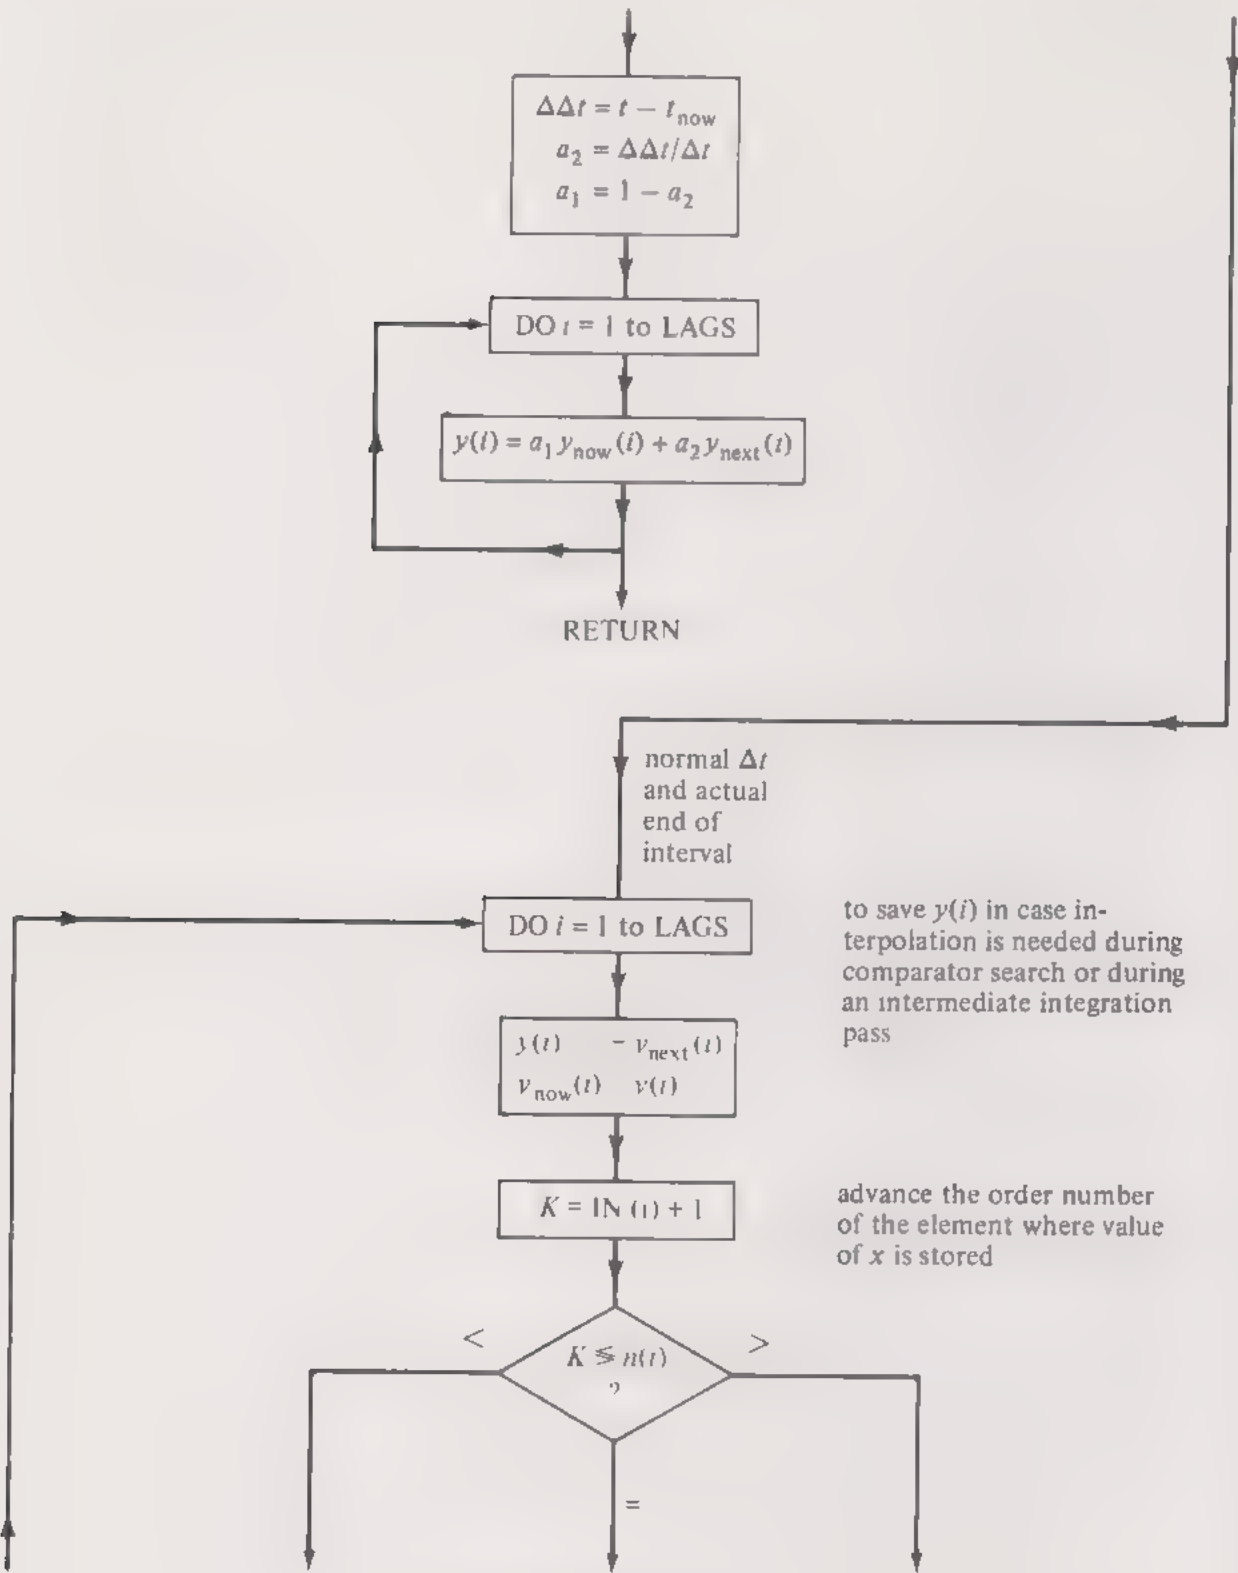 ΔΔt = t − t_now
a_2 = ΔΔt/Δt
a_1 = 1 − a_2
DO i = 1 to LAGS
y(i) = a_1 y_now(i) + a_2 y_next(i)
RETURN
normal Δt
and actual
end of
interval
DO i = 1 to LAGS
to save y(i) in case in-
terpolation is needed during
comparator search or during
an intermediate integration
pass
y(i) = y_next(i)
y_now(i) y(i)
K = IN (i) + 1
advance the order number
of the element where value
of x is stored
< >
K ⋚ n(i)
?
=